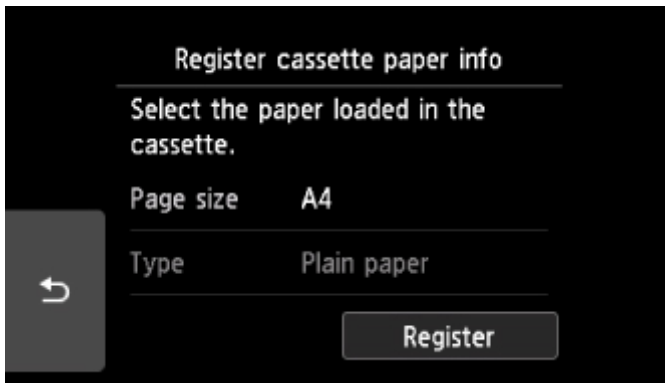 Register cassette paper info
Select the paper loaded in the
cassette.
Page size A4
Type Plain paper
Register